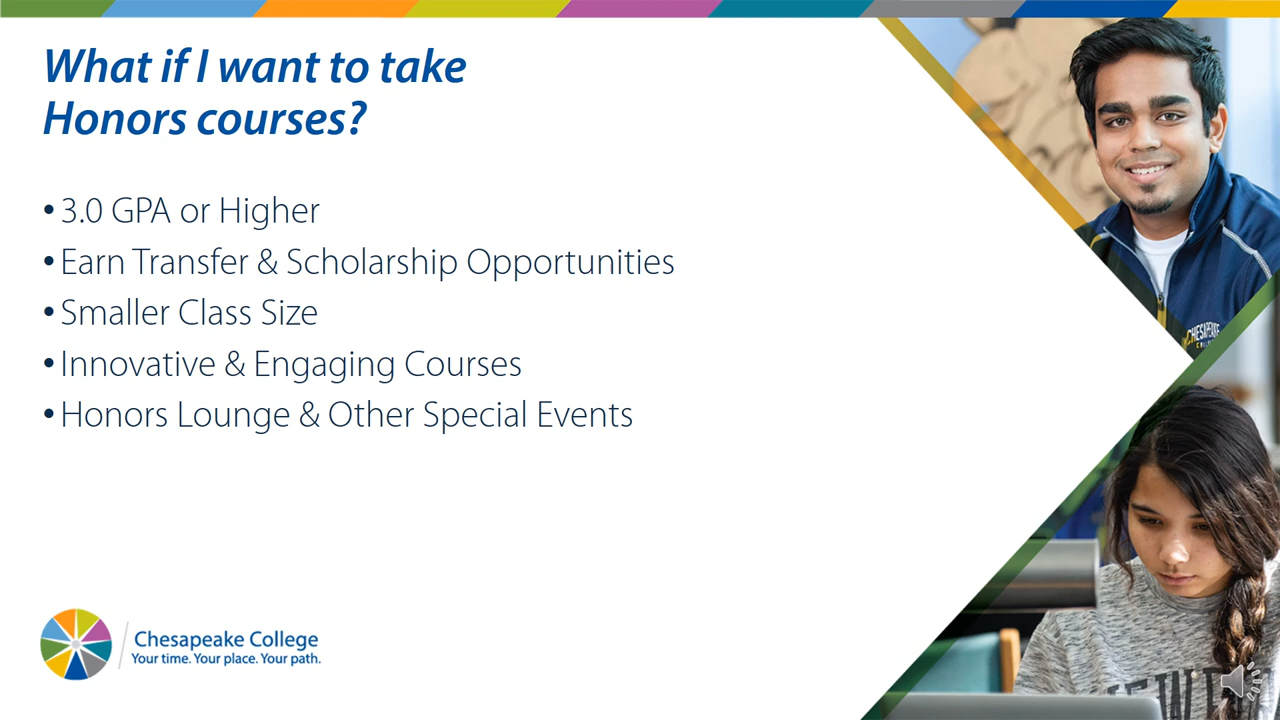 What if I want to take
Honors courses?
• 3.0 GPA or Higher
• Earn Transfer & Scholarship Opportunities
• Smaller Class Size
• Innovative & Engaging Courses
• Honors Lounge & Other Special Events
CHESAPEAKE
Chesapeake College
Your time. Your place. Your path.